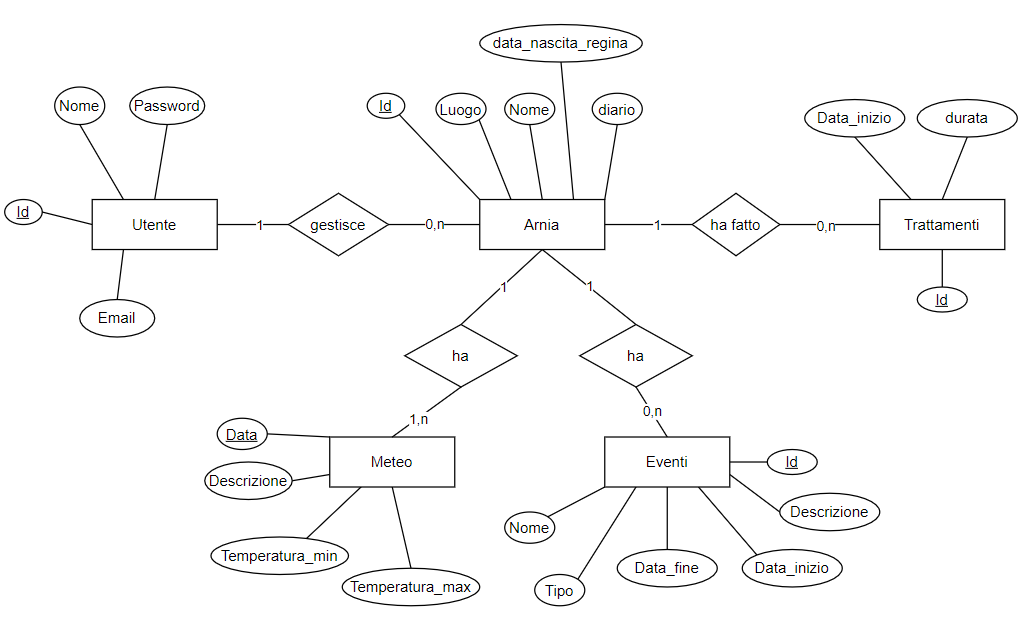 data_nascita_regina
Nome
Password
Id
Luogo
Nome
diario
Data_inizio
durata
Id
Utente
1
gestisce
0,n
Arnia
1
ha fatto
0,n
Trattamenti
Email
1
1
Id
ha
ha
1,n
0,n
Data
Meteo
Eventi
Id
Descrizione
Descrizione
Nome
Temperatura_min
Data_fine
Data_inizio
Temperatura_max
Tipo